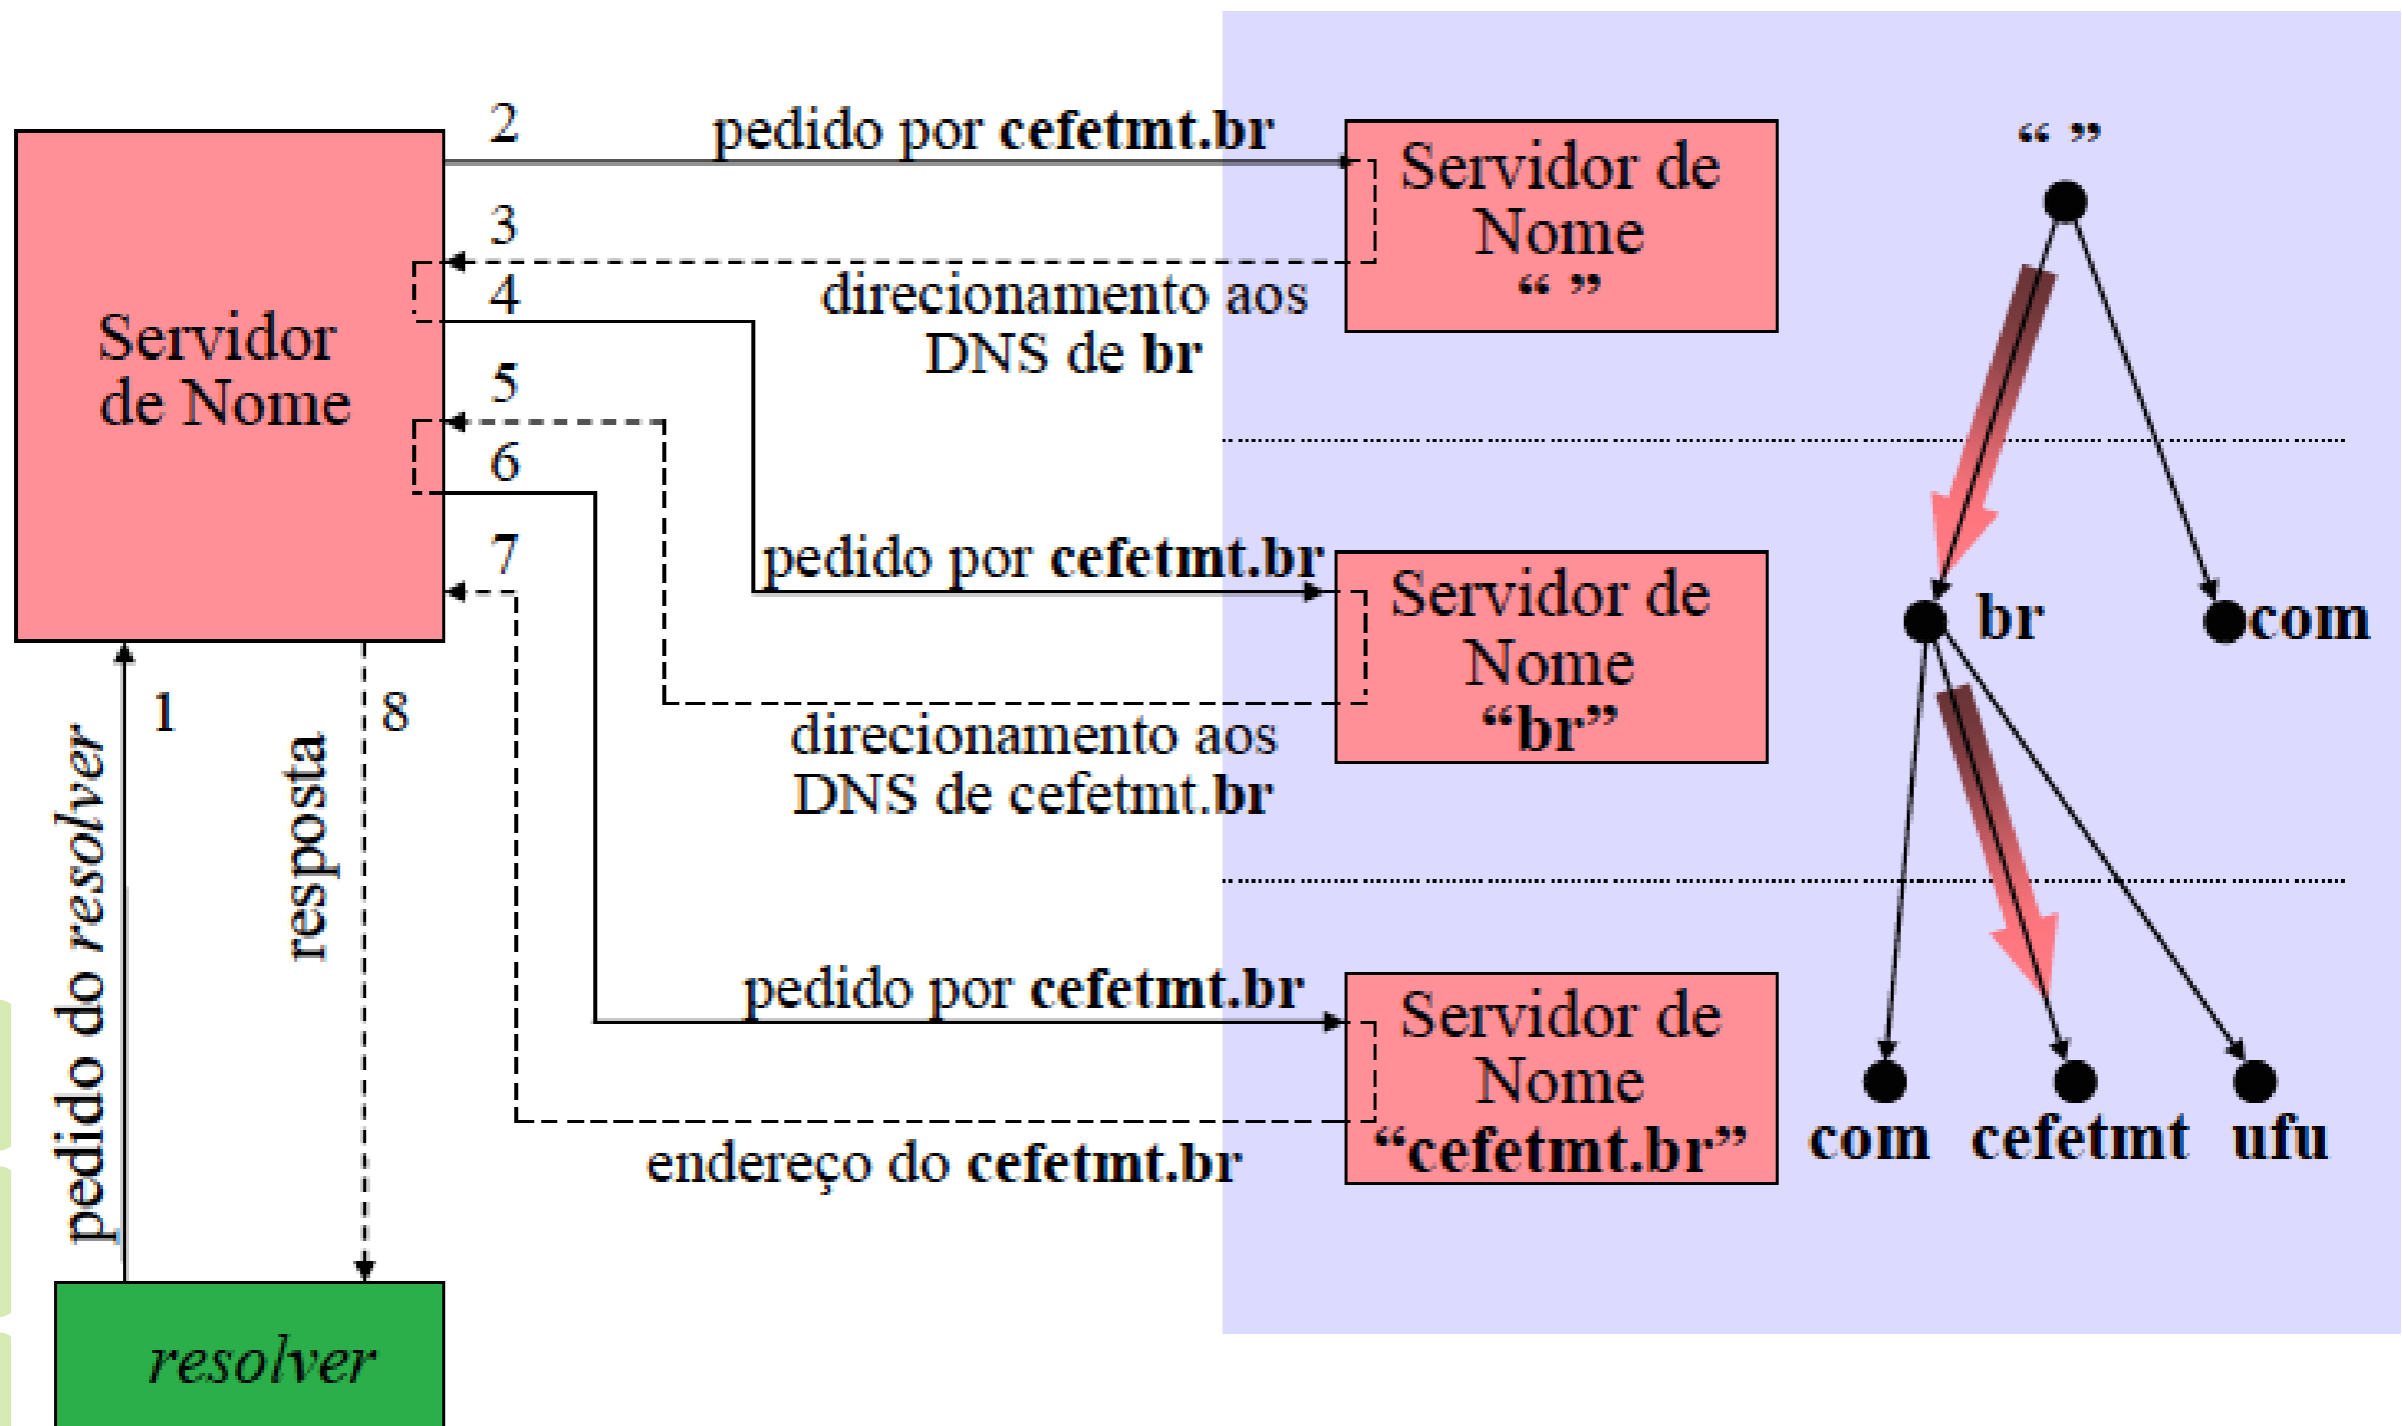 2
pedido por cefetmt.br
Servidor de
Nome
“ ”
“ ”
3
direcionamento aos
DNS de br
4
Servidor
de Nome
5
6
pedido por cefetmt.br
Servidor de
Nome
“br”
br
com
7
direcionamento aos
DNS de cefetmt.br
1
8
pedido do resolver
resposta
pedido por cefetmt.br
Servidor de
Nome
“cefetmt.br”
endereço do cefetmt.br
com
cefetmt
ufu
resolver